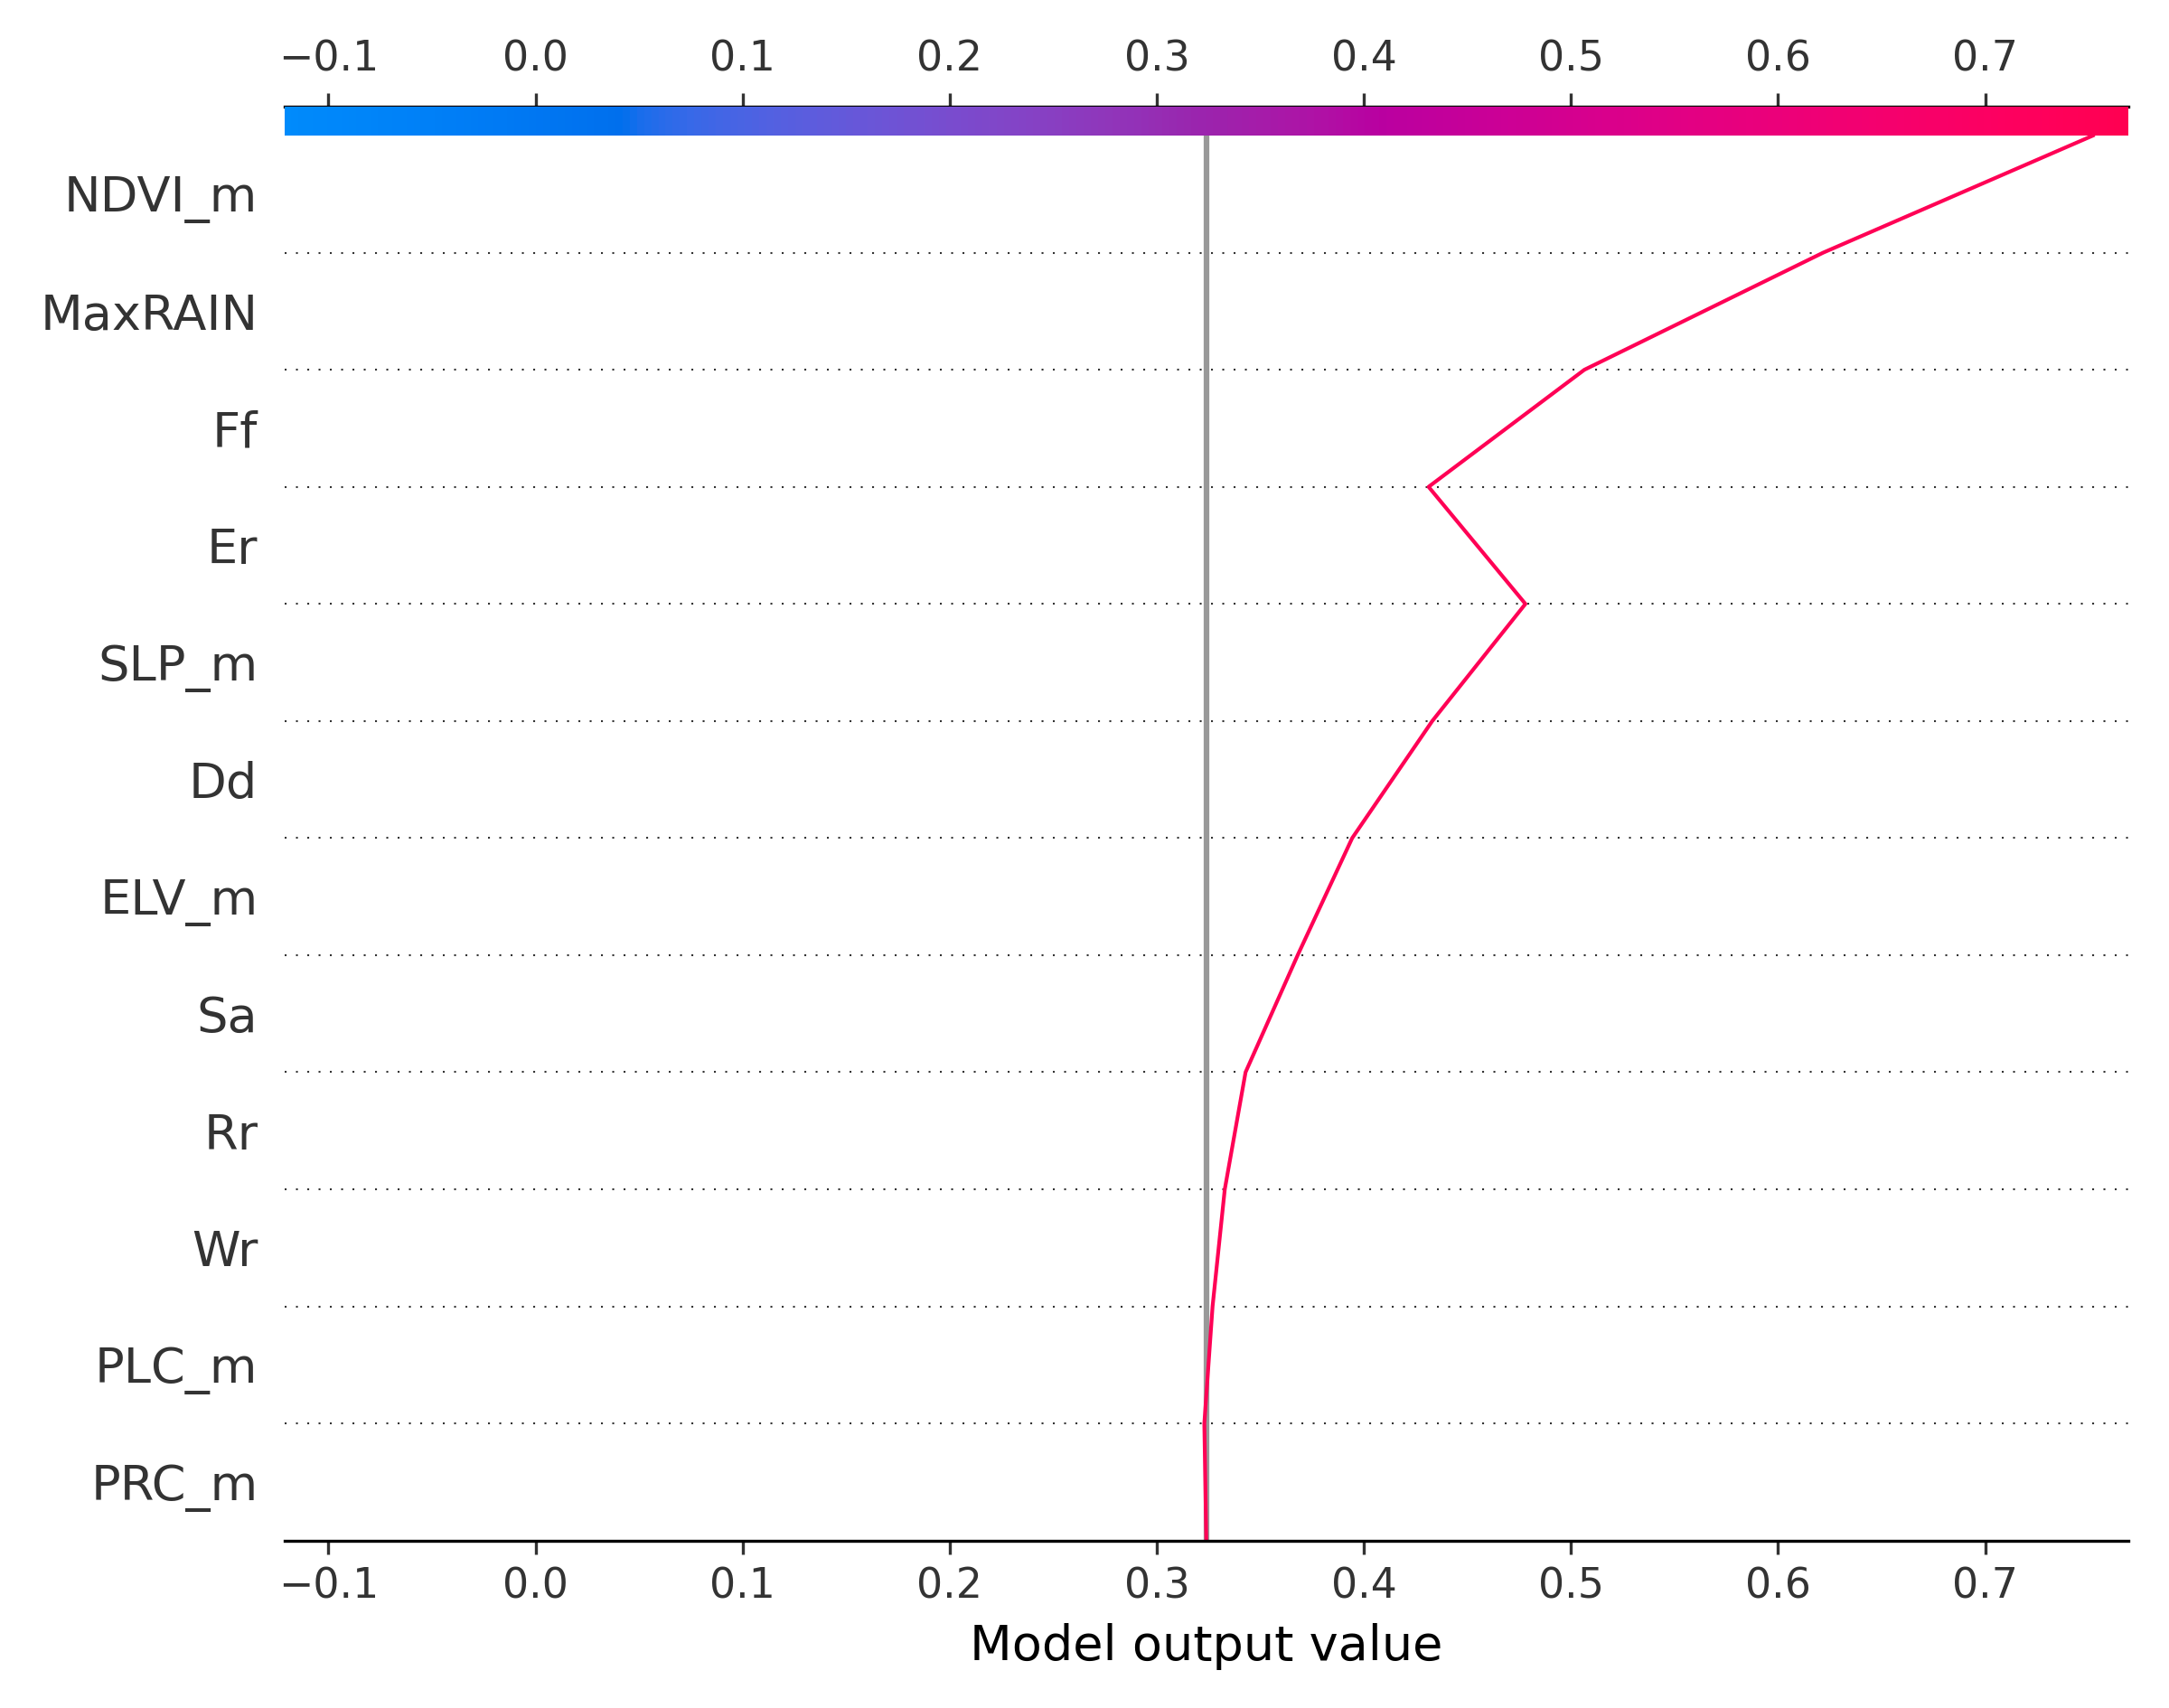 −0.1 0.0 0.1 0.2 0.3 0.4 0.5 0.6 0.7
NDVI_m
MaxRAIN
Ff
Er
SLP_m
Dd
ELV_m
Sa
Rr
Wr
PLC_m
PRC_m
−0.1 0.0 0.1 0.2 0.3 0.4 0.5 0.6 0.7
Model output value